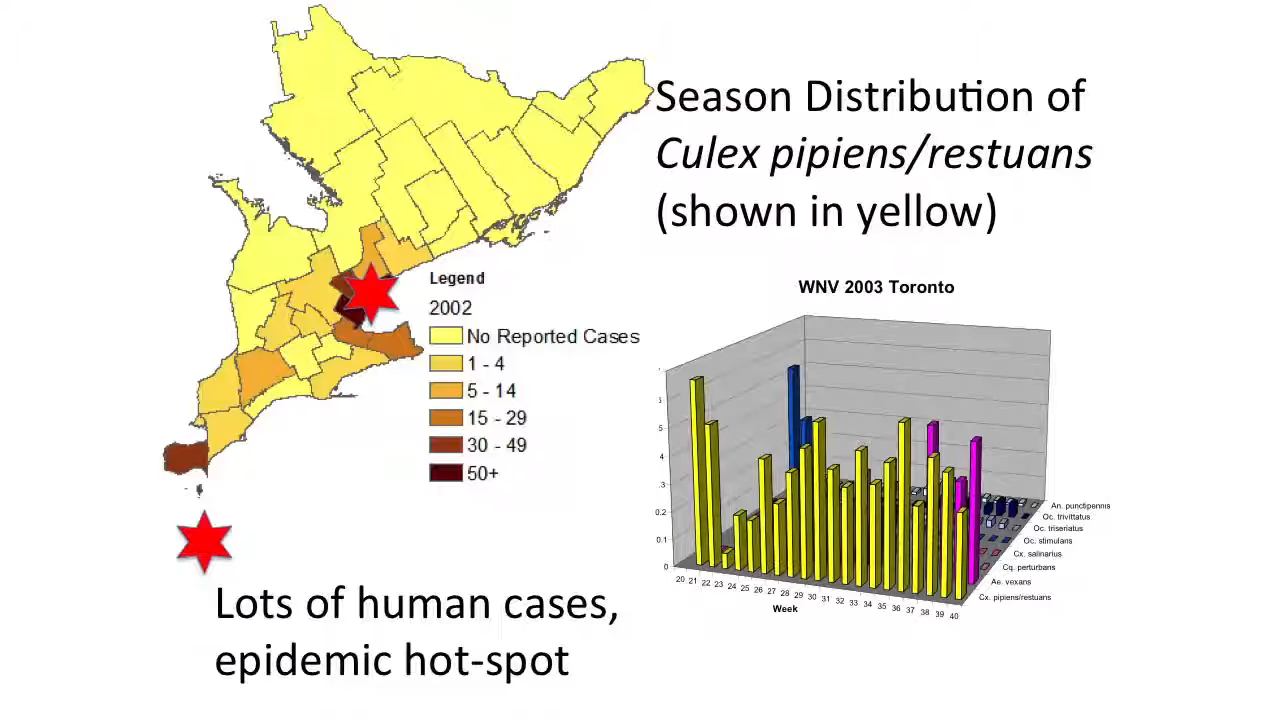 Season Distribution of
Culex pipiens/restuans
(shown in yellow)
Legend
2002
No Reported Cases
1 - 4
5 - 14
15 - 29
30 - 49
50+
Lots of human cases,
epidemic hot-spot
WNV 2003 Toronto
5
4
.3
0.2
0.1
0
20 21 22 23 24 25 26 27 28 29 30 31 32 33 34 35 36 37 38 39 40
Week
An. punctipennis
Oc. trivittatus
Oc. triseriatus
Oc. stimulans
Cx. salinarius
Cq. perturbans
Ae. vexans
Cx. pipiens/restuans